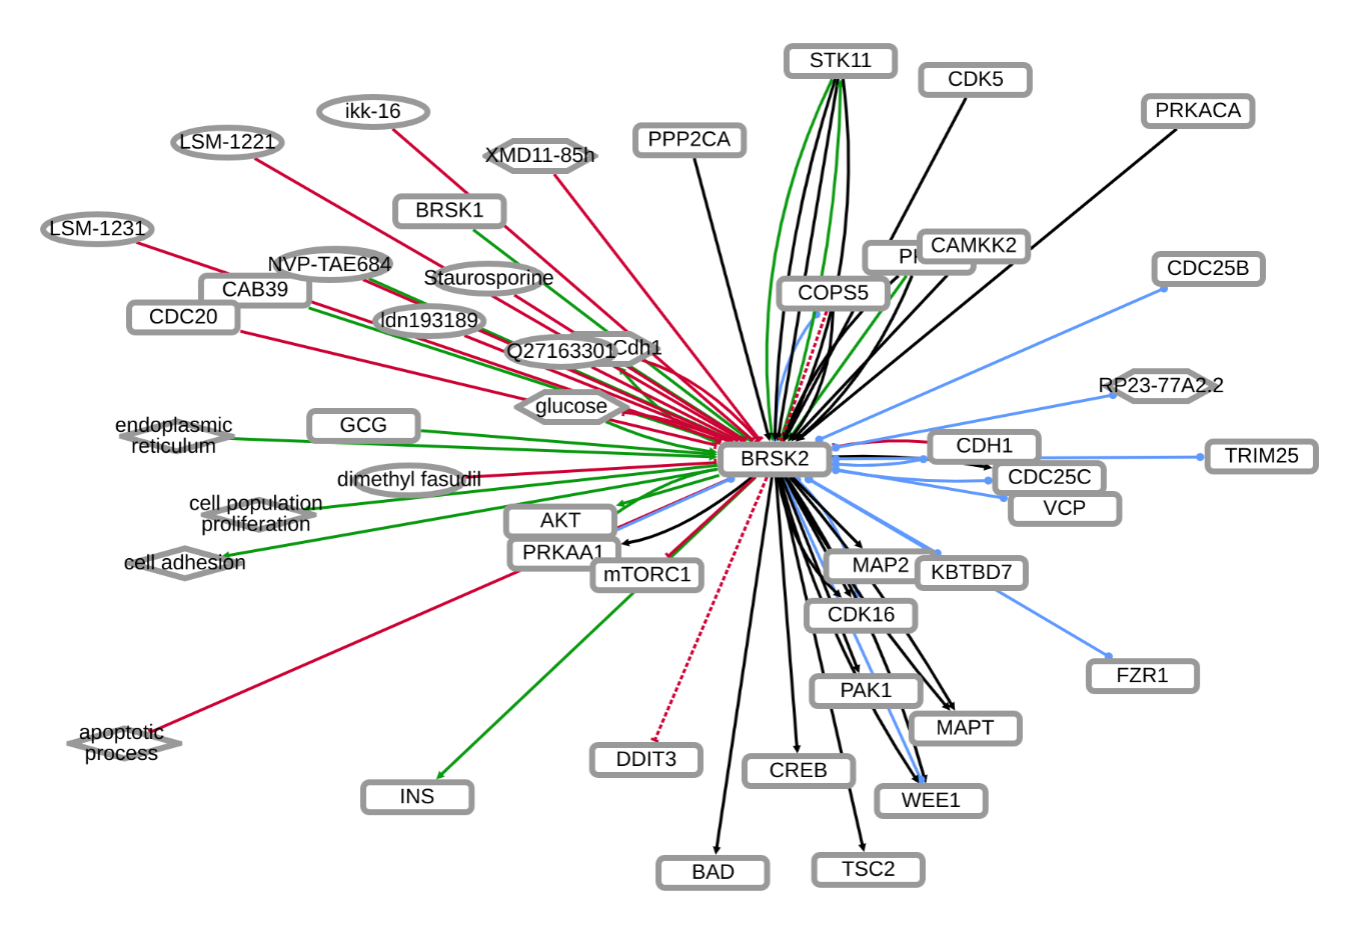 STK11
CDK5
PRKACA
ikk-16
LSM-1221
XMD11-85h
PPP2CA
BRSK1
LSM-1231
CAMKK2
NVP-TAE684
Staurosporine
CAB39
COPS5
CDC25B
CDC20
ldn193189
Q27163301
Cdh1
RP23-77A2.2
glucose
GCG
endoplasmic
reticulum
BRSK2
CDH1
TRIM25
dimethyl fasudil
CDC25C
cell population
proliferation
VCP
AKT
PRKAA1
cell adhesion
mTORC1
MAP2
KBTBD7
CDK16
FZR1
PAK1
MAPT
apoptotic
process
DDIT3
CREB
INS
WEE1
BAD
TSC2